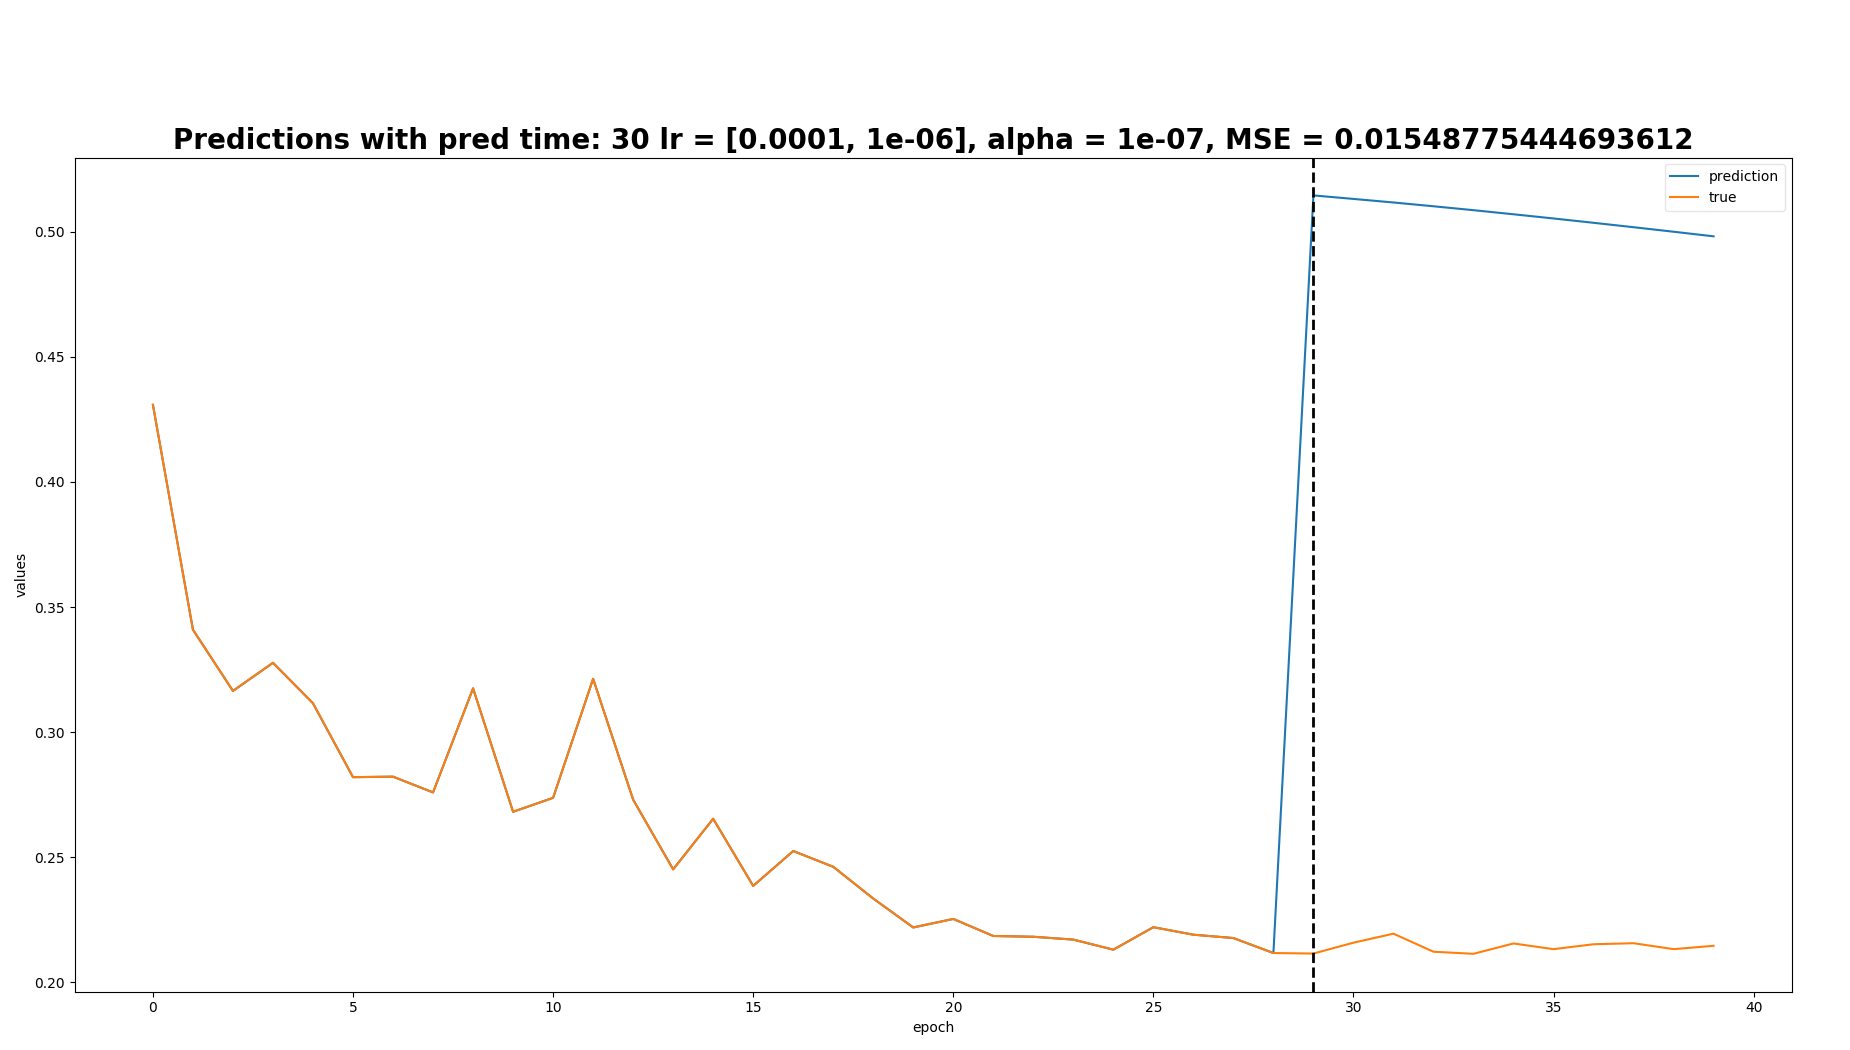 Predictions with pred time: 30 lr = [0.0001, 1e-06], alpha = 1e-07, MSE = 0.01548775444693612
prediction
true
0.50
0.45
0.40
0.35
0.30
0.25
0.20
values
0 5 10 15 20 25 30 35 40
epoch